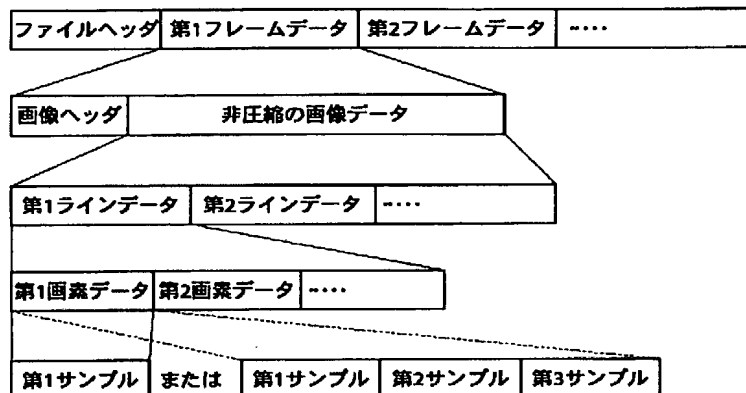 ファイルヘッダ 第1フレームデータ 第2フレームデータ ·····
画像ヘッダ 非圧縮の画像データ
第1ラインデータ 第2ラインデータ ·····
第1画素データ 第2画素データ ·····
第1サンプル または 第1サンプル 第2サンプル 第3サンプル